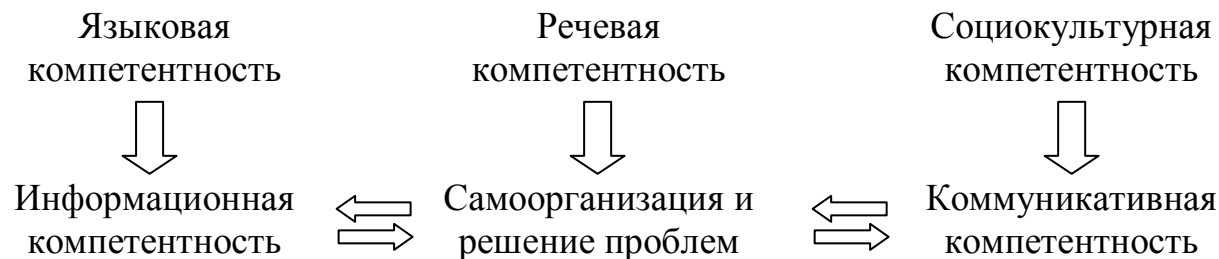 Языковая
компетентность
Речевая
компетентность
Социокультурная
компетентность
Информационная
компетентность
Самоорганизация и
решение проблем
Коммуникативная
компетентность